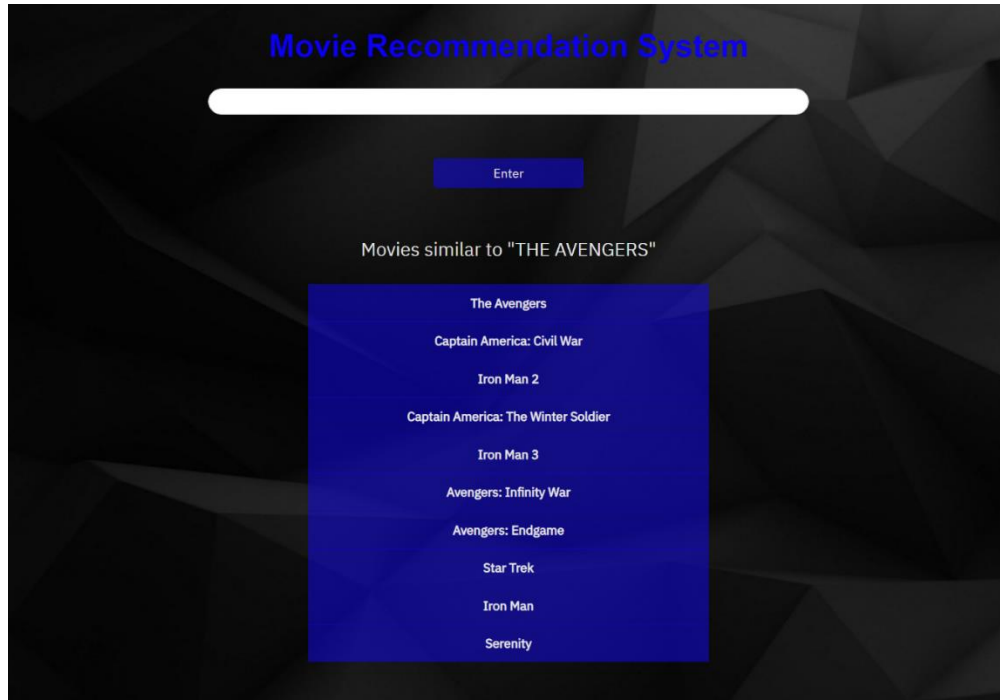 Movie Recommendation System
Enter
Movies similar to "THE AVENGERS"
The Avengers
Captain America: Civil War
Iron Man 2
Captain America: The Winter Soldier
Iron Man 3
Avengers: Infinity War
Avengers: Endgame
Star Trek
Iron Man
Serenity